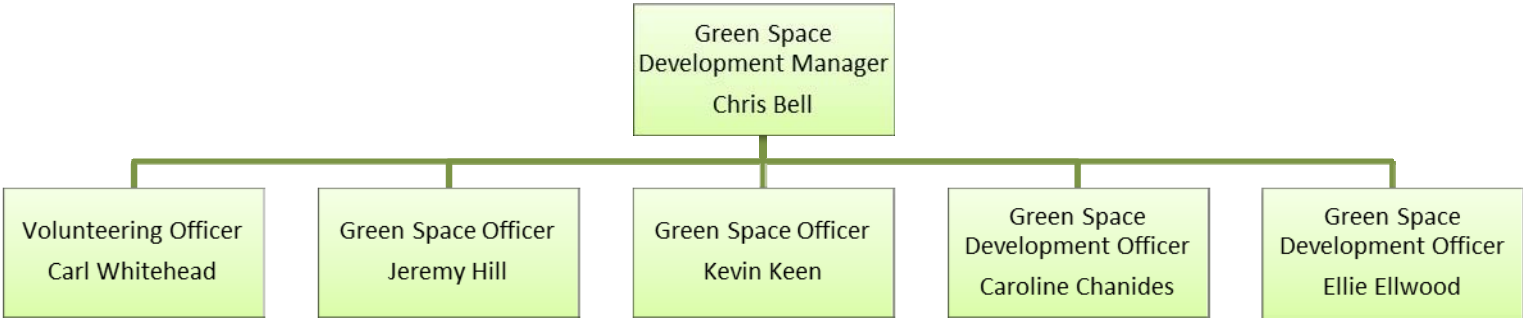 Green Space
Development Manager
Chris Bell
Volunteering Officer
Carl Whitehead
Green Space Officer
Jeremy Hill
Green Space Officer
Kevin Keen
Green Space
Development Officer
Caroline Chanides
Green Space
Development Officer
Ellie Ellwood